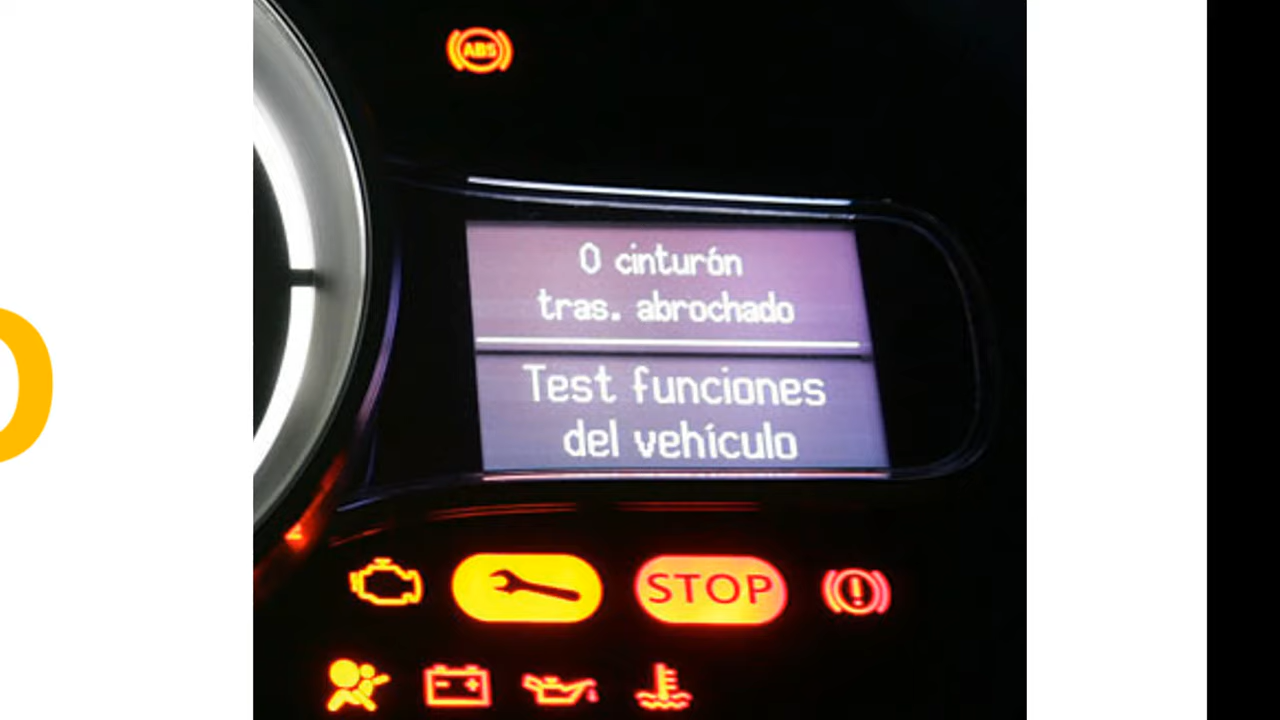 ABS
0 cinturón
tras. abrochado
Test funciones
del vehículo
STOP